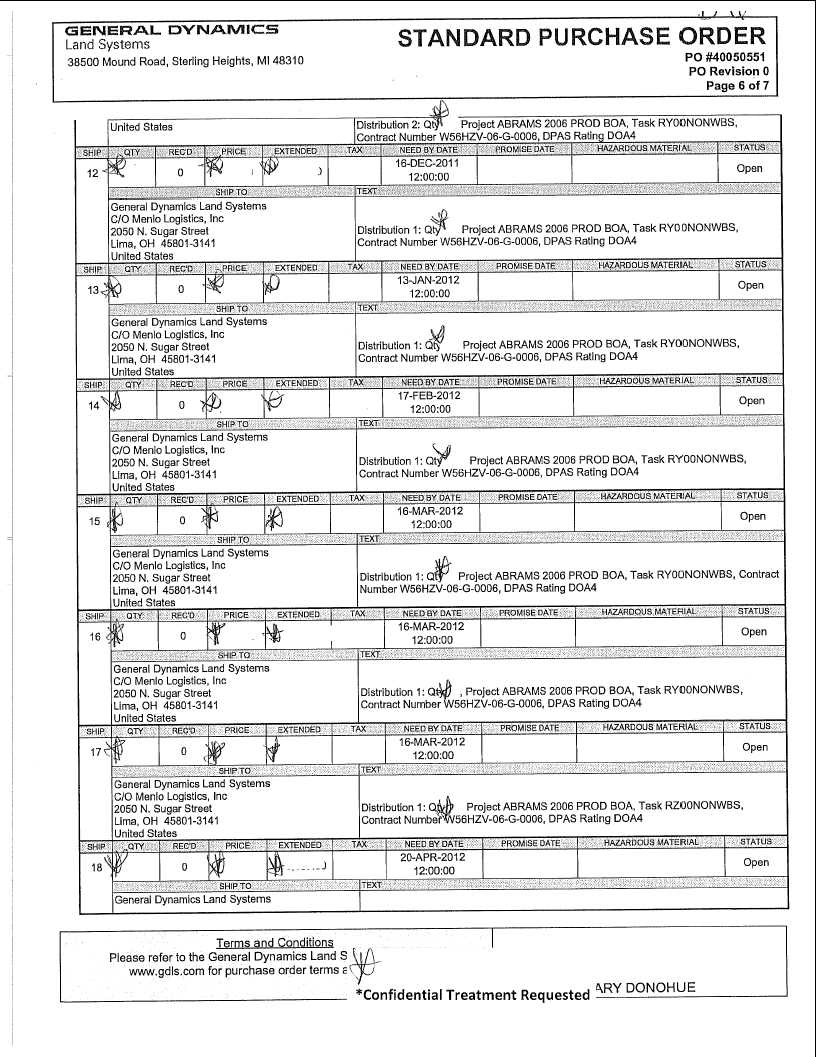 GENERAL DYNAMICS
Land Systems
38500 Mound Road, Sterling Heights, MI 48310
STANDARD PURCHASE ORDER
PO #40050551
PO Revision 0
Page 6 of 7
United States
Distribution 2: Qty Project ABRAMS 2006 PROD BOA, Task RY00NONWBS,
Contract Number W56HZV-06-G-0006, DPAS Rating DOA4
SHIP QTY REC'D PRICE EXTENDED TAX NEED BY DATE PROMISE DATE HAZARDOUS MATERIAL STATUS
12 0 16-DEC-2011 Open
12:00:00
SHIP TO TEXT
General Dynamics Land Systems
C/O Menlo Logistics, Inc
2050 N. Sugar Street
Lima, OH 45801-3141
United States
Distribution 1: Qty Project ABRAMS 2006 PROD BOA, Task RY00NONWBS,
Contract Number W56HZV-06-G-0006, DPAS Rating DOA4
SHIP QTY REC'D PRICE EXTENDED TAX NEED BY DATE PROMISE DATE HAZARDOUS MATERIAL STATUS
13 0 13-JAN-2012 Open
12:00:00
SHIP TO TEXT
General Dynamics Land Systems
C/O Menlo Logistics, Inc
2050 N. Sugar Street
Lima, OH 45801-3141
United States
Distribution 1: Qty Project ABRAMS 2006 PROD BOA, Task RY00NONWBS,
Contract Number W56HZV-06-G-0006, DPAS Rating DOA4
SHIP QTY REC'D PRICE EXTENDED TAX NEED BY DATE PROMISE DATE HAZARDOUS MATERIAL STATUS
14 0 17-FEB-2012 Open
12:00:00
SHIP TO TEXT
General Dynamics Land Systems
C/O Menlo Logistics, Inc
2050 N. Sugar Street
Lima, OH 45801-3141
United States
Distribution 1: Qty Project ABRAMS 2006 PROD BOA, Task RY00NONWBS,
Contract Number W56HZV-06-G-0006, DPAS Rating DOA4
SHIP QTY REC'D PRICE EXTENDED TAX NEED BY DATE PROMISE DATE HAZARDOUS MATERIAL STATUS
15 0 16-MAR-2012 Open
12:00:00
SHIP TO TEXT
General Dynamics Land Systems
C/O Menlo Logistics, Inc
2050 N. Sugar Street
Lima, OH 45801-3141
United States
Distribution 1: Qty Project ABRAMS 2006 PROD BOA, Task RY00NONWBS, Contract
Number W56HZV-06-G-0006, DPAS Rating DOA4
SHIP QTY REC'D PRICE EXTENDED TAX NEED BY DATE PROMISE DATE HAZARDOUS MATERIAL STATUS
16 0 16-MAR-2012 Open
12:00:00
SHIP TO TEXT
General Dynamics Land Systems
C/O Menlo Logistics, Inc
2050 N. Sugar Street
Lima, OH 45801-3141
United States
Distribution 1: Qty , Project ABRAMS 2006 PROD BOA, Task RY00NONWBS,
Contract Number W56HZV-06-G-0006, DPAS Rating DOA4
SHIP QTY REC'D PRICE EXTENDED TAX NEED BY DATE PROMISE DATE HAZARDOUS MATERIAL STATUS
17 0 16-MAR-2012 Open
12:00:00
SHIP TO TEXT
General Dynamics Land Systems
C/O Menlo Logistics, Inc
2050 N. Sugar Street
Lima, OH 45801-3141
United States
Distribution 1: Qty Project ABRAMS 2006 PROD BOA, Task RZ00NONWBS,
Contract Number W56HZV-06-G-0006, DPAS Rating DOA4
SHIP QTY REC'D PRICE EXTENDED TAX NEED BY DATE PROMISE DATE HAZARDOUS MATERIAL STATUS
18 0 20-APR-2012 Open
12:00:00
SHIP TO TEXT
General Dynamics Land Systems
Terms and Conditions
Please refer to the General Dynamics Land S
www.gdls.com for purchase order terms a
*Confidential Treatment Requested ARY DONOHUE